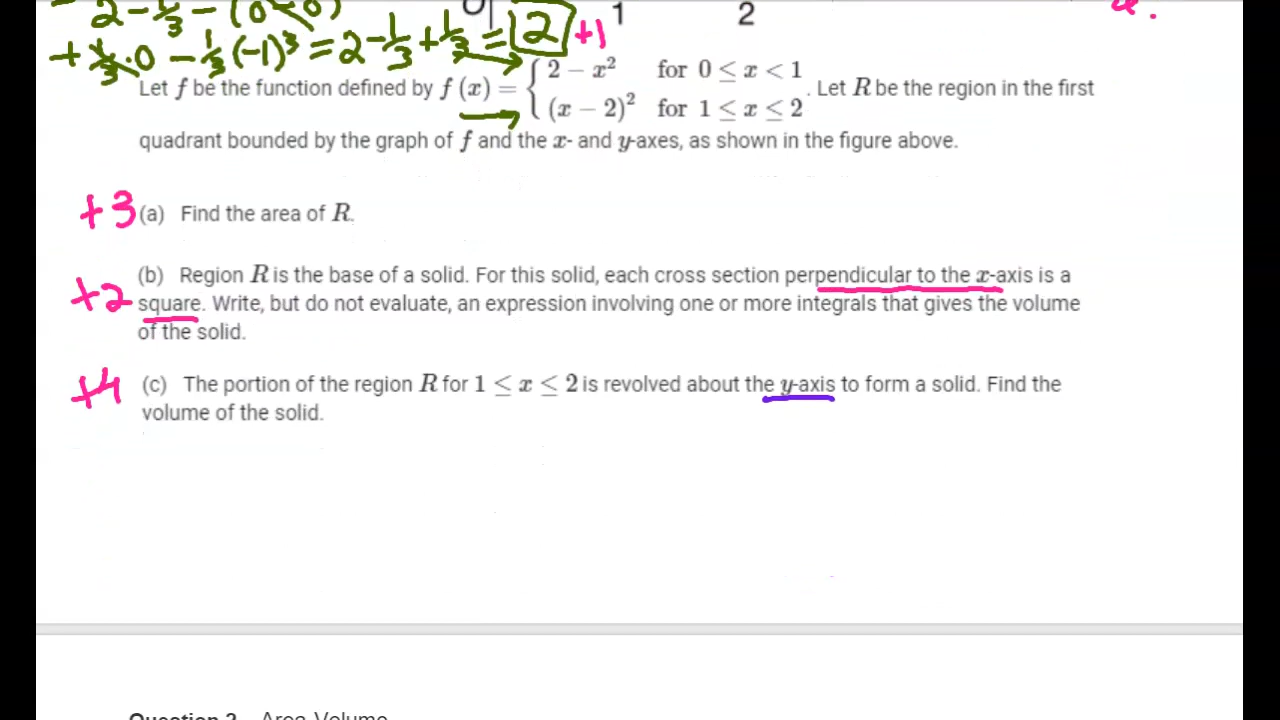 2 - 1/3 - (0 - 0)
+ 1/3·0 - 1/3(-1)³ = 2 - 1/3 + 1/3 = 2 +1
0 1 2
Let f be the function defined by f (x) = { 2 − x² for 0 ≤ x < 1
(x − 2)² for 1 ≤ x ≤ 2 . Let R be the region in the first
quadrant bounded by the graph of f and the x- and y-axes, as shown in the figure above.
+3 (a) Find the area of R.
(b) Region R is the base of a solid. For this solid, each cross section perpendicular to the x-axis is a
+2 square. Write, but do not evaluate, an expression involving one or more integrals that gives the volume
of the solid.
+4 (c) The portion of the region R for 1 ≤ x ≤ 2 is revolved about the y-axis to form a solid. Find the
volume of the solid.
Question 2 Area-Volume